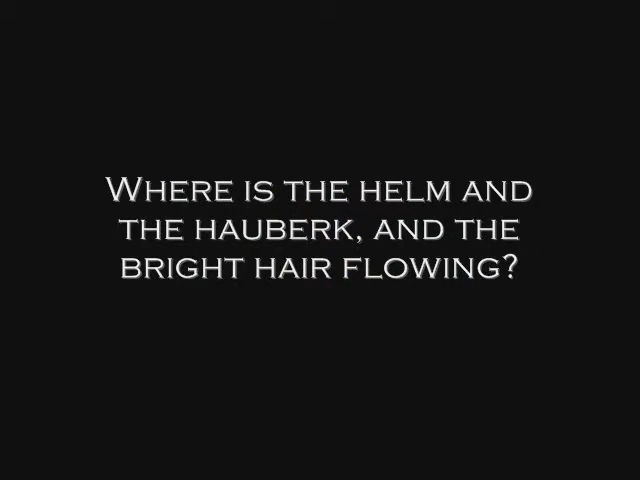 Where is the helm and
the hauberk, and the
bright hair flowing?